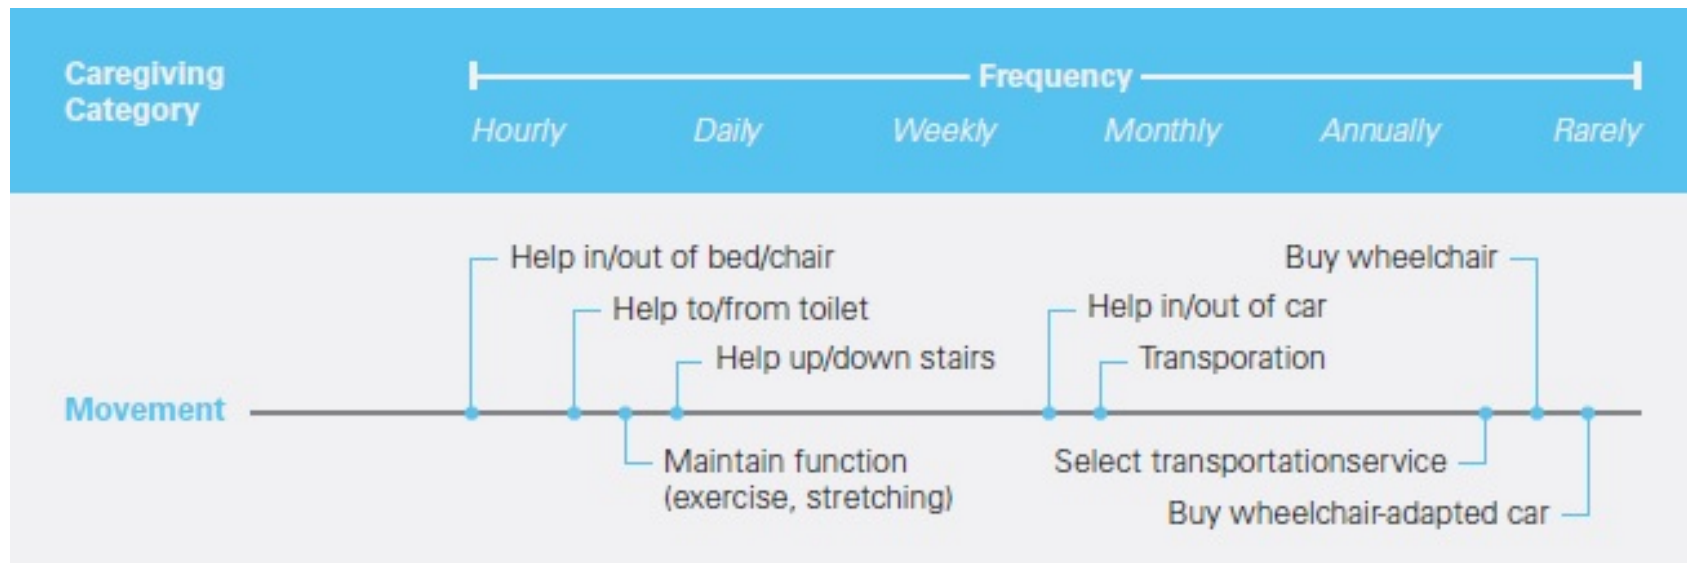 Caregiving
Category
Frequency
Hourly Daily Weekly Monthly Annually Rarely
Help in/out of bed/chair
Buy wheelchair
Help to/from toilet
Help in/out of car
Help up/down stairs
Transporation
Movement
Maintain function
(exercise, stretching)
Select transportationservice
Buy wheelchair-adapted car